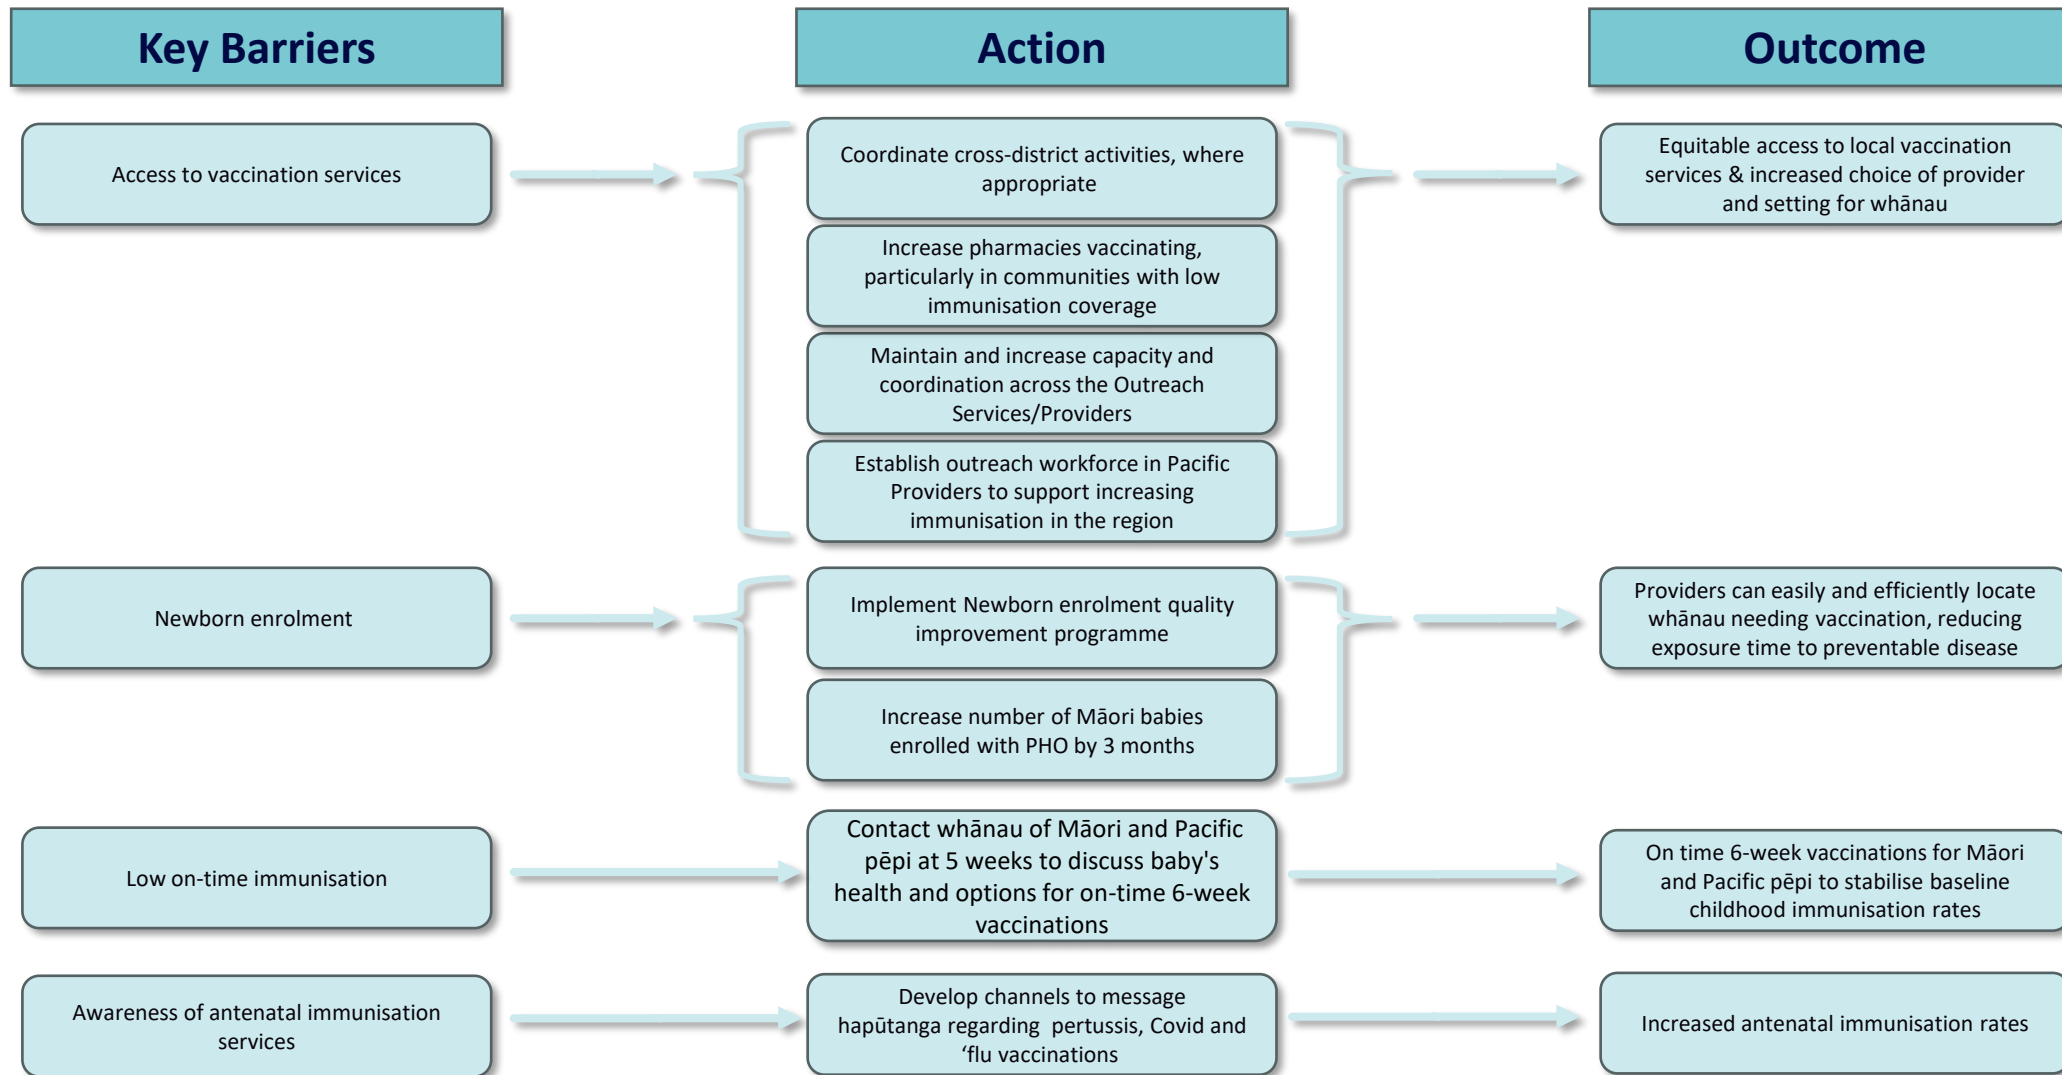 Key Barriers
Action
Outcome
Access to vaccination services
Coordinate cross-district activities, where
appropriate
Increase pharmacies vaccinating,
particularly in communities with low
immunisation coverage
Maintain and increase capacity and
coordination across the Outreach
Services/Providers
Establish outreach workforce in Pacific
Providers to support increasing
immunisation in the region
Equitable access to local vaccination
services & increased choice of provider
and setting for whānau
Newborn enrolment
Implement Newborn enrolment quality
improvement programme
Increase number of Māori babies
enrolled with PHO by 3 months
Providers can easily and efficiently locate
whānau needing vaccination, reducing
exposure time to preventable disease
Low on-time immunisation
Contact whānau of Māori and Pacific
pēpi at 5 weeks to discuss baby's
health and options for on-time 6-week
vaccinations
On time 6-week vaccinations for Māori
and Pacific pēpi to stabilise baseline
childhood immunisation rates
Awareness of antenatal immunisation
services
Develop channels to message
hapūtanga regarding  pertussis, Covid and
‘flu vaccinations
Increased antenatal immunisation rates